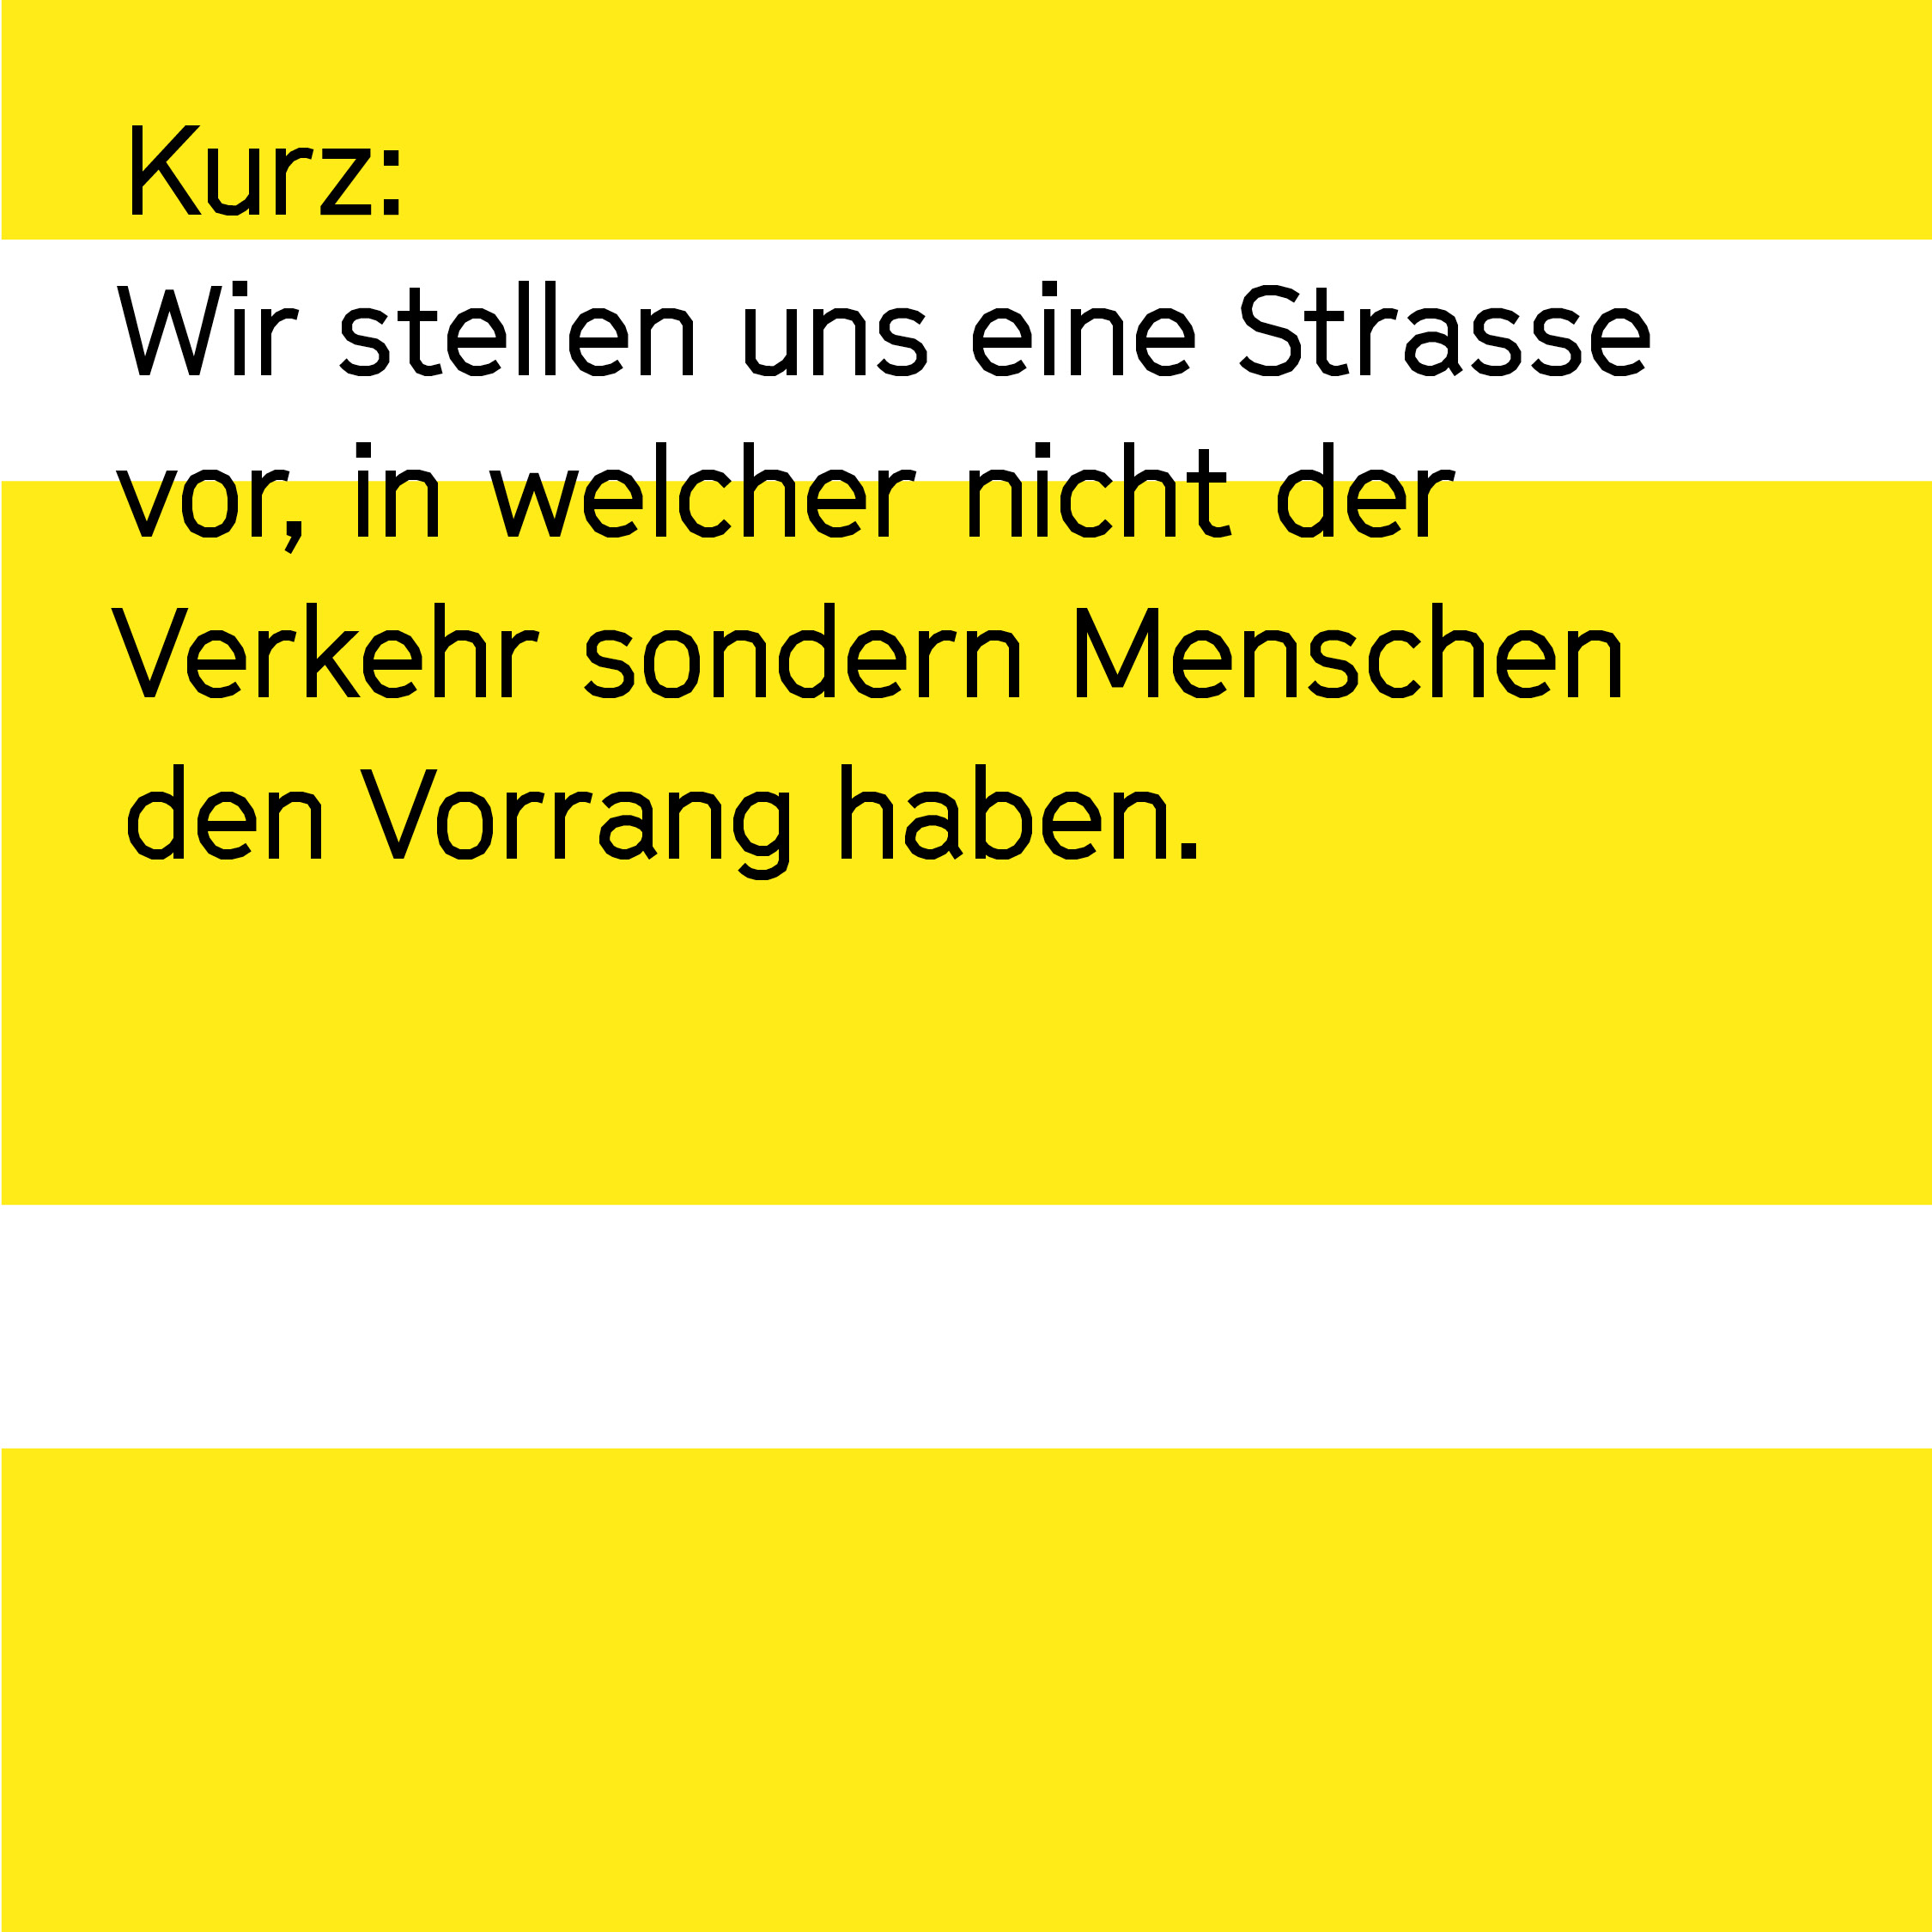 Kurz:
Wir stellen uns eine Strasse
vor, in welcher nicht der
Verkehr sondern Menschen
den Vorrang haben.